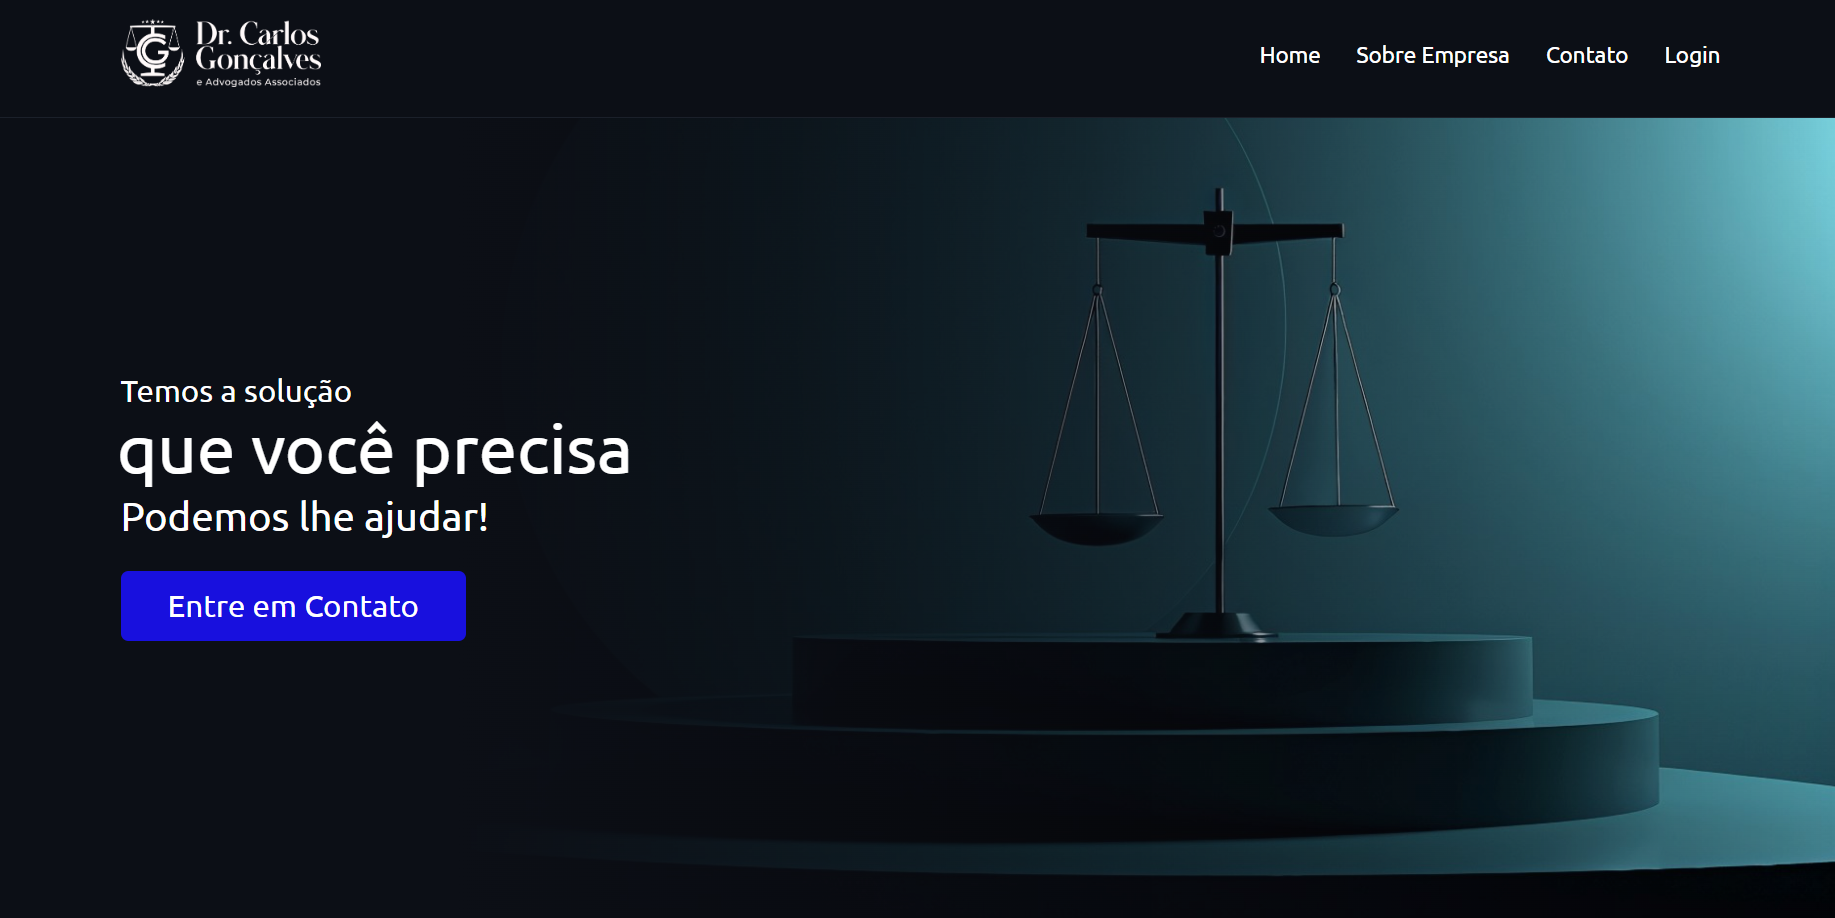 Dr. Carlos
Gonçalves
e Advogados Associados
Home Sobre Empresa Contato Login
Temos a solução
que você precisa
Podemos lhe ajudar!
Entre em Contato